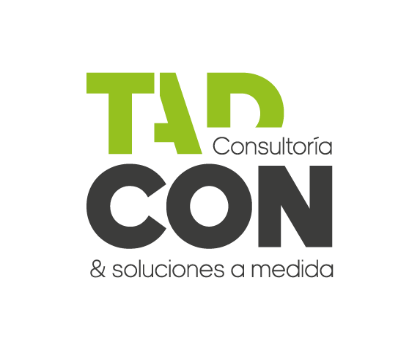 TAD
Consultoría
CON
& soluciones a medida